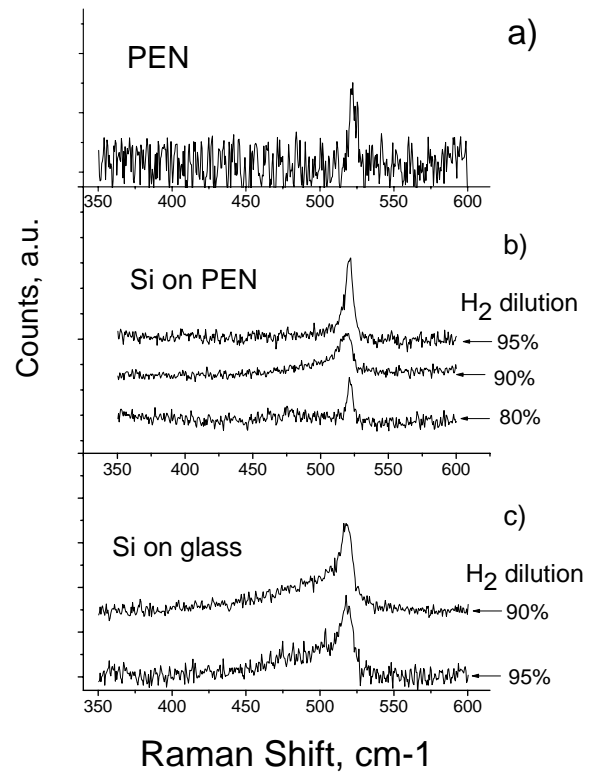 a)
PEN
350 400 450 500 550 600
b)
Si on PEN
H2 dilution
95%
90%
80%
Counts, a.u.
350 400 450 500 550 600
c)
Si on glass
H2 dilution
90%
95%
350 400 450 500 550 600
Raman Shift, cm-1